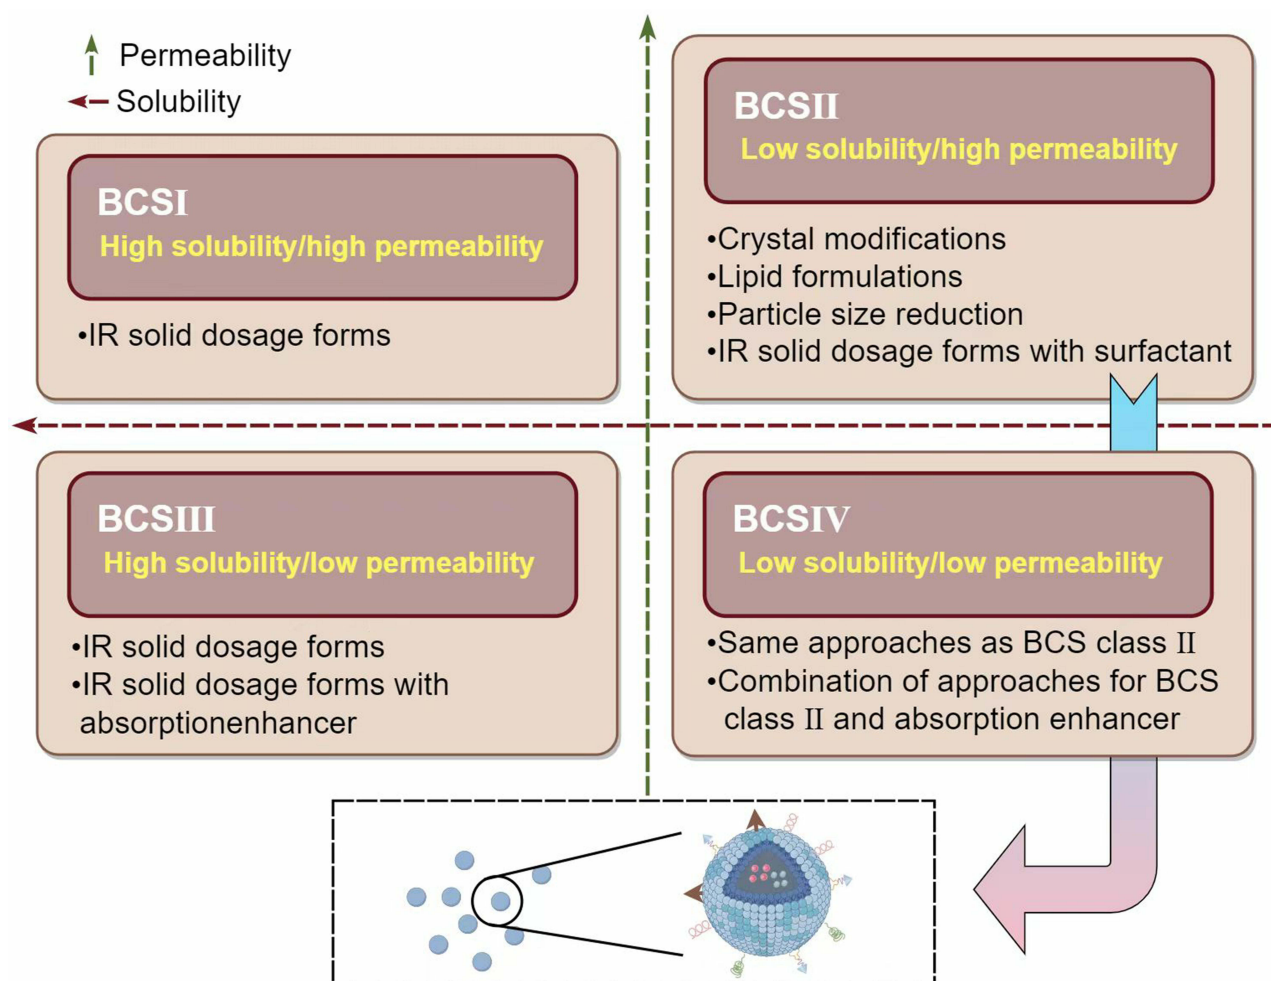 Permeability
Solubility
BCSI
High solubility/high permeability
•IR solid dosage forms
BCSII
Low solubility/high permeability
•Crystal modifications
•Lipid formulations
•Particle size reduction
•IR solid dosage forms with surfactant
BCSIII
High solubility/low permeability
•IR solid dosage forms
•IR solid dosage forms with
absorptionenhancer
BCSIV
Low solubility/low permeability
•Same approaches as BCS class II
•Combination of approaches for BCS
class II and absorption enhancer